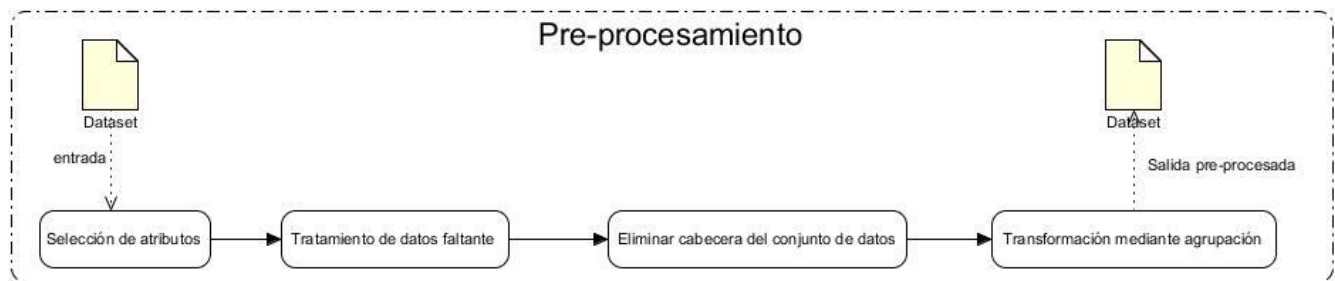 Pre-procesamiento
Dataset
Dataset
entrada
Salida pre-procesada
Selección de atributos
Tratamiento de datos faltante
Eliminar cabecera del conjunto de datos
Transformación mediante agrupación